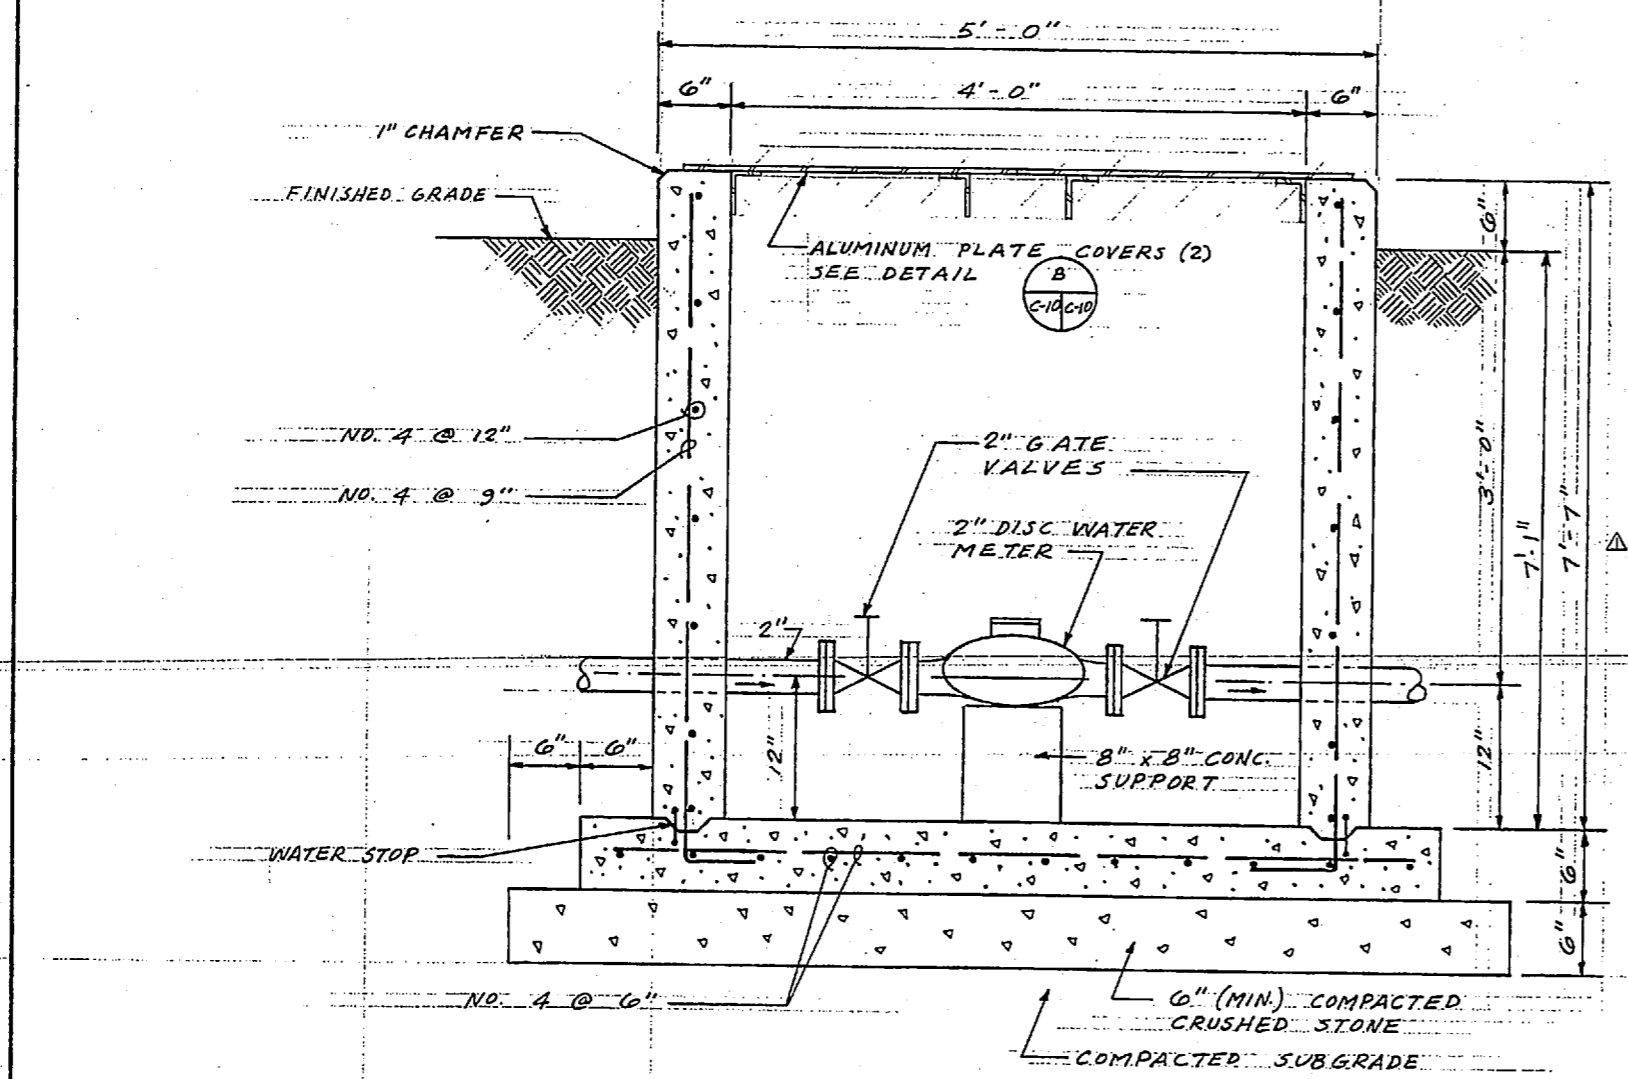 5'-0"
6"
4'-0"
6"
1" CHAMFER
FINISHED GRADE
6"
ALUMINUM PLATE COVERS (2)
SEE DETAIL
B
C-10 C-10
NO. 4 @ 12"
NO. 4 @ 9"
2" GATE
VALVES
2" DISC WATER
METER
3'-0"
7'-1"
7'-7"
1
2"
6"
6"
12"
8" x 8" CONC.
SUPPORT
12"
WATER STOP
6"
6"
NO. 4 @ 6"
6" (MIN.) COMPACTED
CRUSHED STONE
COMPACTED SUBGRADE